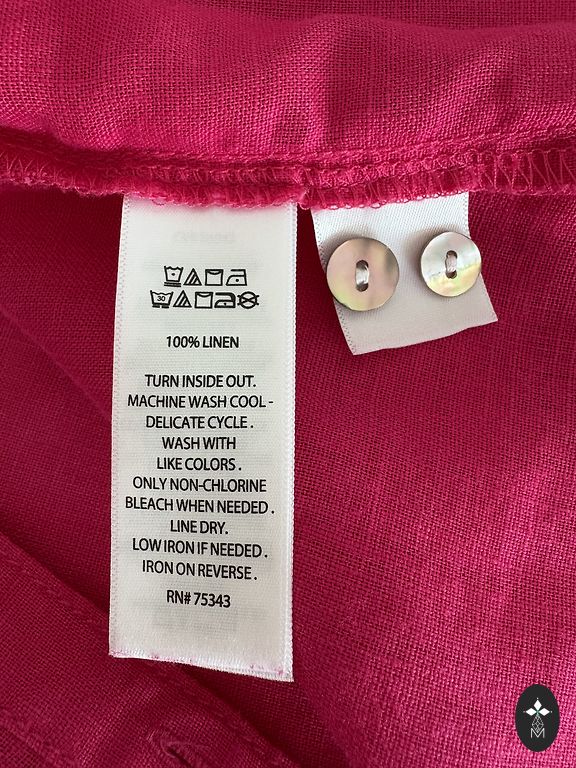 30
100% LINEN
TURN INSIDE OUT.
MACHINE WASH COOL -
DELICATE CYCLE .
WASH WITH
LIKE COLORS .
ONLY NON-CHLORINE
BLEACH WHEN NEEDED .
LINE DRY.
LOW IRON IF NEEDED .
IRON ON REVERSE .
RN# 75343
M